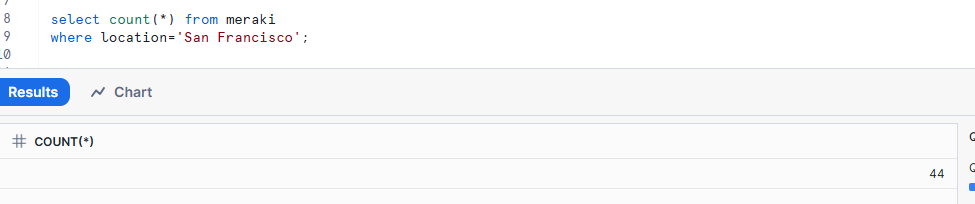 8 select count(*) from meraki
9 where location='San Francisco';
10
Results Chart
# COUNT(*)
44